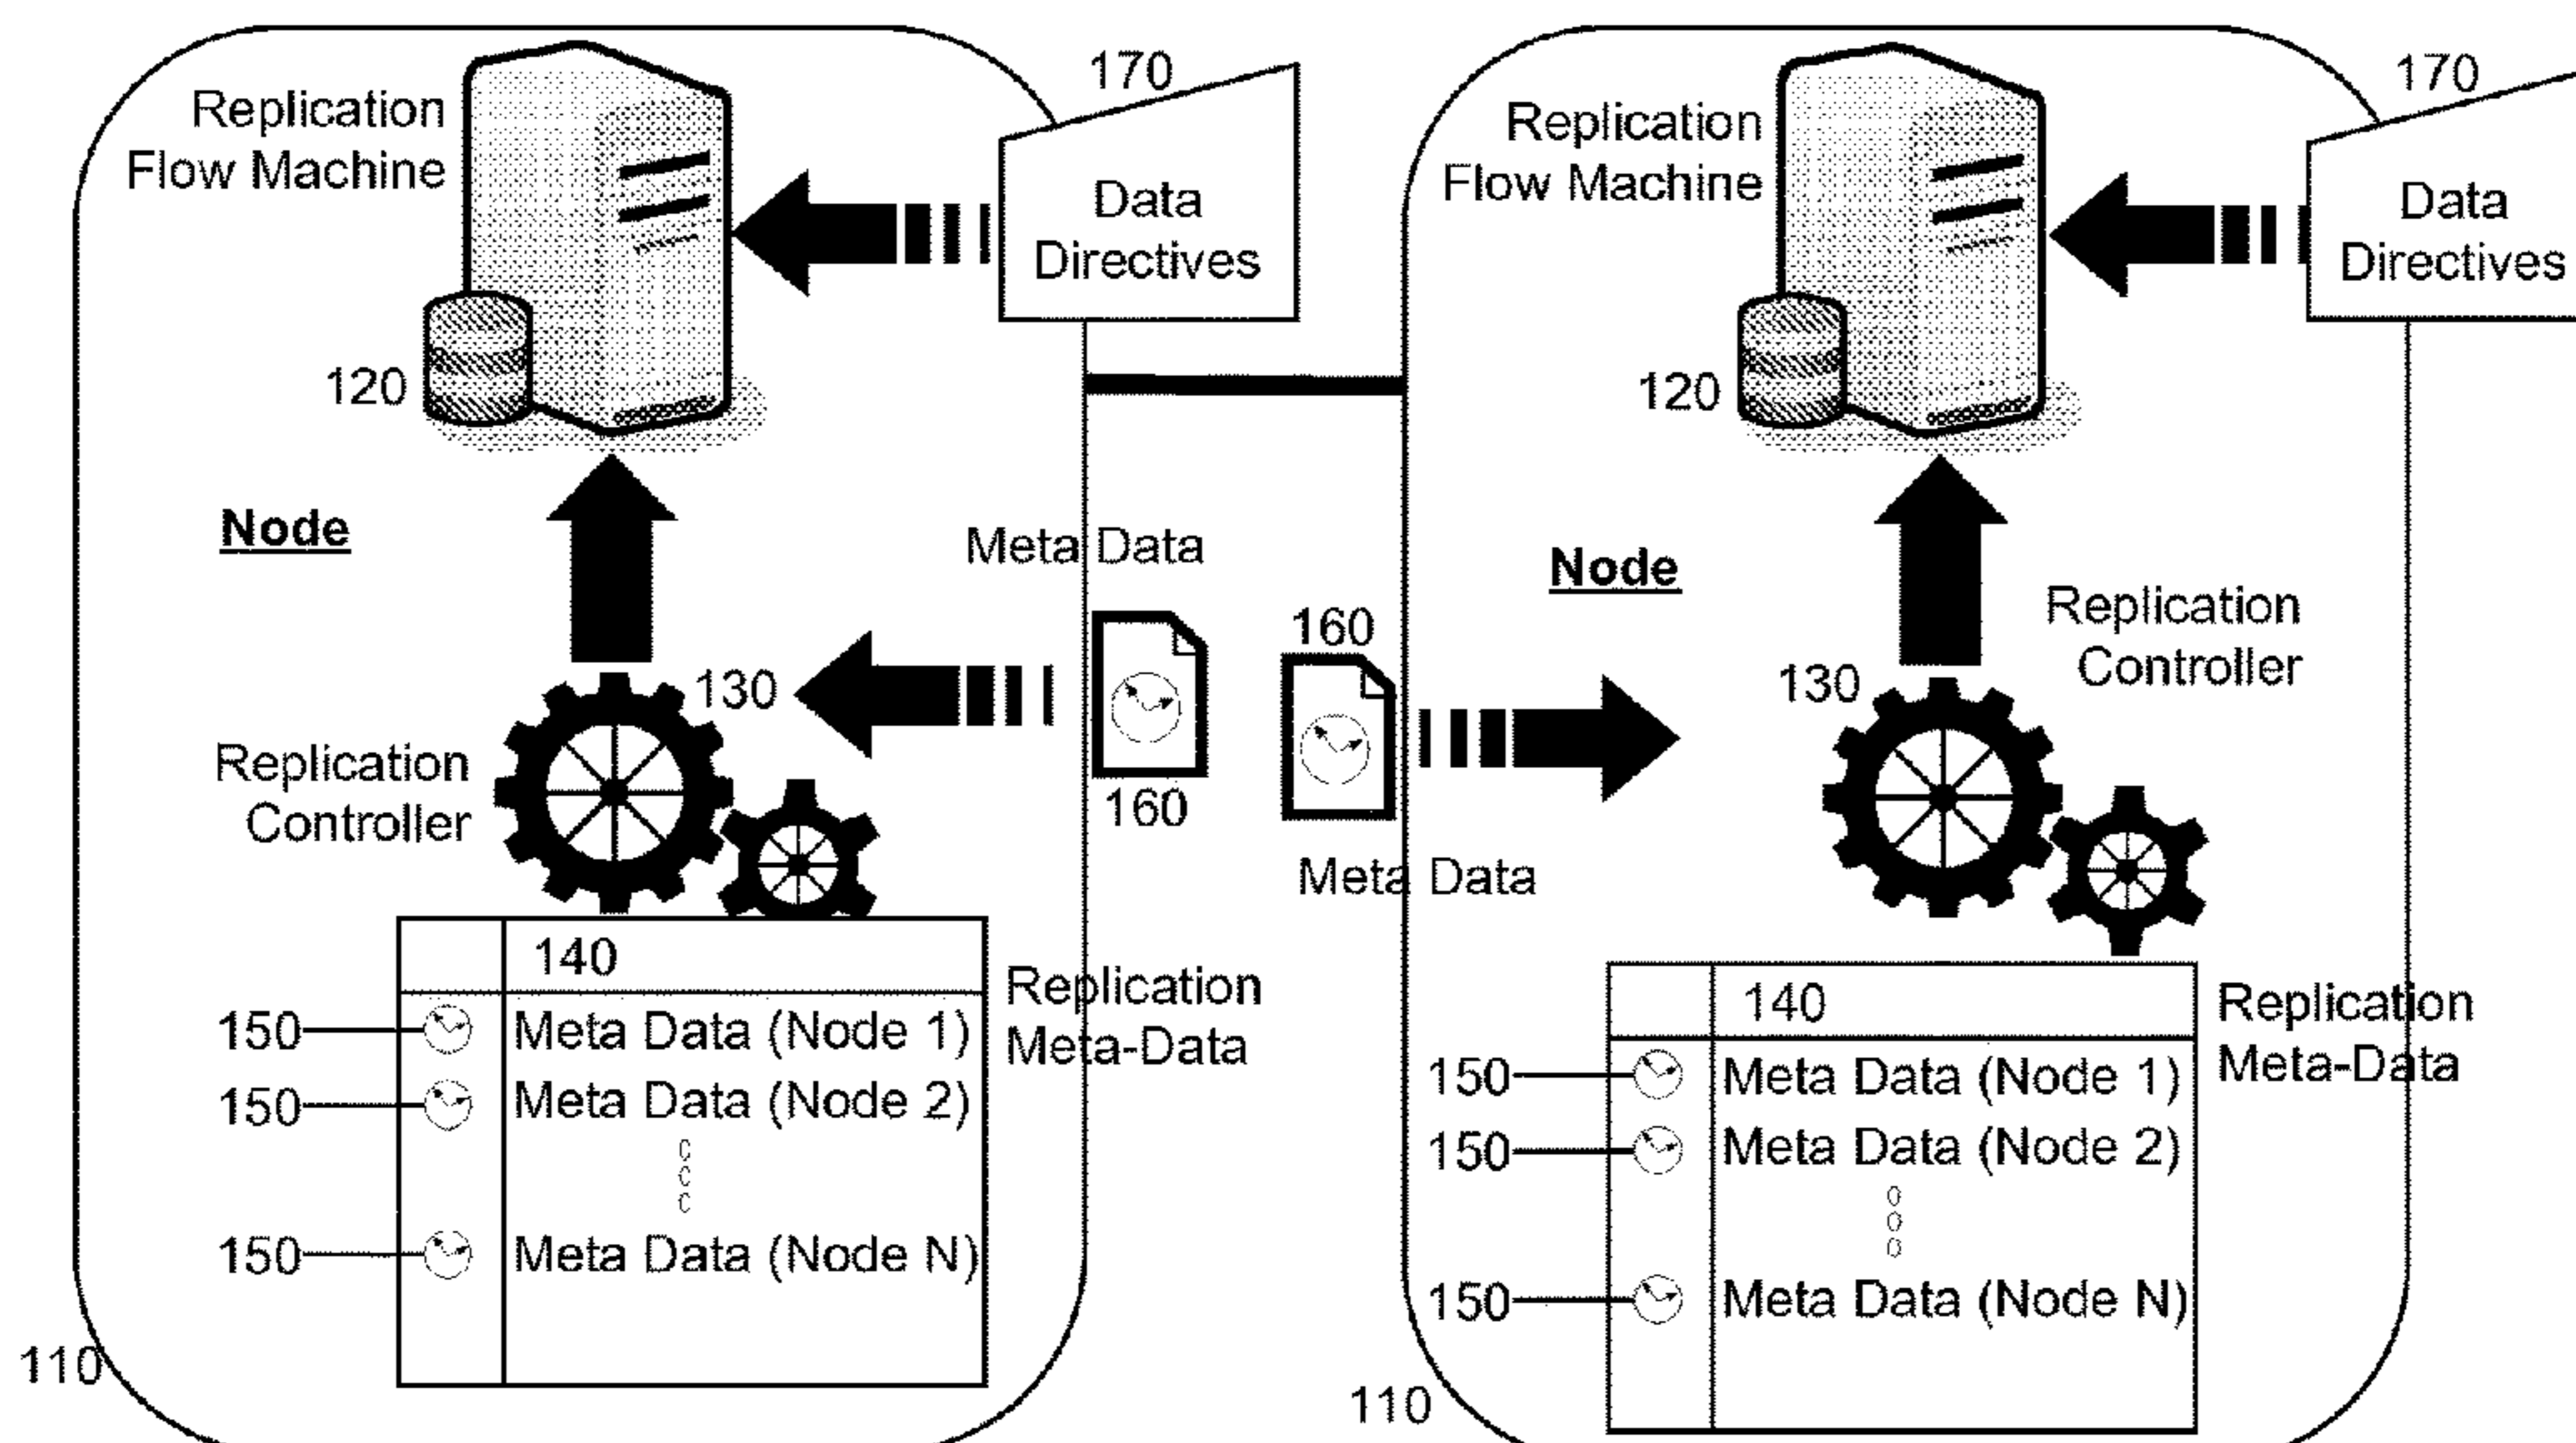 170
Replication
Flow Machine
Data
Directives
120
Node
Meta Data
130
160
Replication
Controller
140
Replication
Meta-Data
150
Meta Data (Node 1)
150
Meta Data (Node 2)
150
Meta Data (Node N)
110
170
Replication
Flow Machine
Data
Directives
120
Node
160
Replication
Controller
130
Meta Data
140
Replication
Meta-Data
150
Meta Data (Node 1)
150
Meta Data (Node 2)
150
Meta Data (Node N)
110